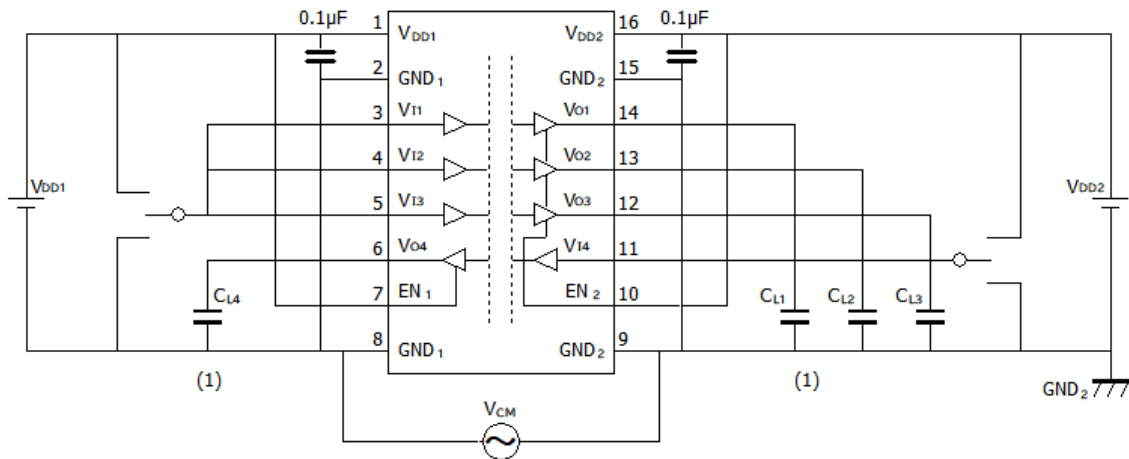 0.1µF 1 16 0.1µF
VDD1 VDD2
2 15
GND1 GND2
3 VI1 VO1 14
4 VI2 VO2 13
VDD1 5 VI3 VO3 12 VDD2
6 VO4 VI4 11
CL4 7 EN1 EN2 10 CL1 CL2 CL3
8 GND1 GND2 9
(1) (1)
GND2
VCM